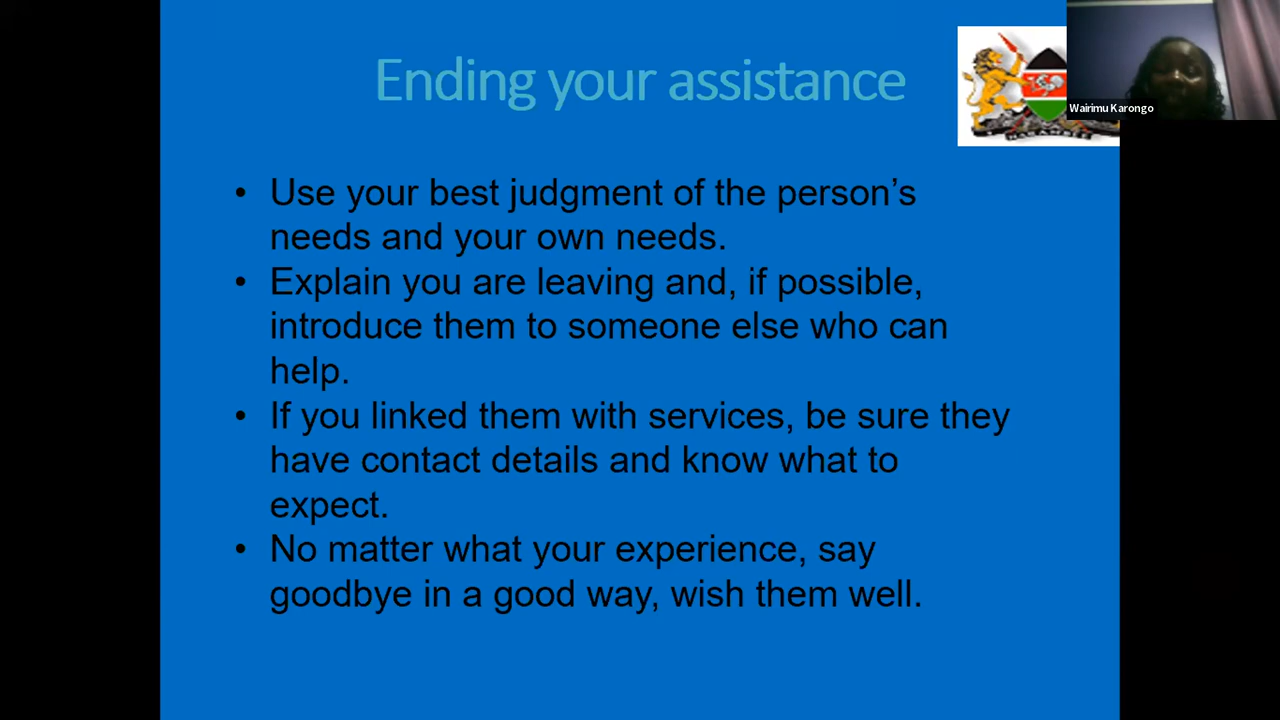 Ending your assistance
Wairimu Karongo
HARAMBEE
• Use your best judgment of the person’s
needs and your own needs.
• Explain you are leaving and, if possible,
introduce them to someone else who can
help.
• If you linked them with services, be sure they
have contact details and know what to
expect.
• No matter what your experience, say
goodbye in a good way, wish them well.